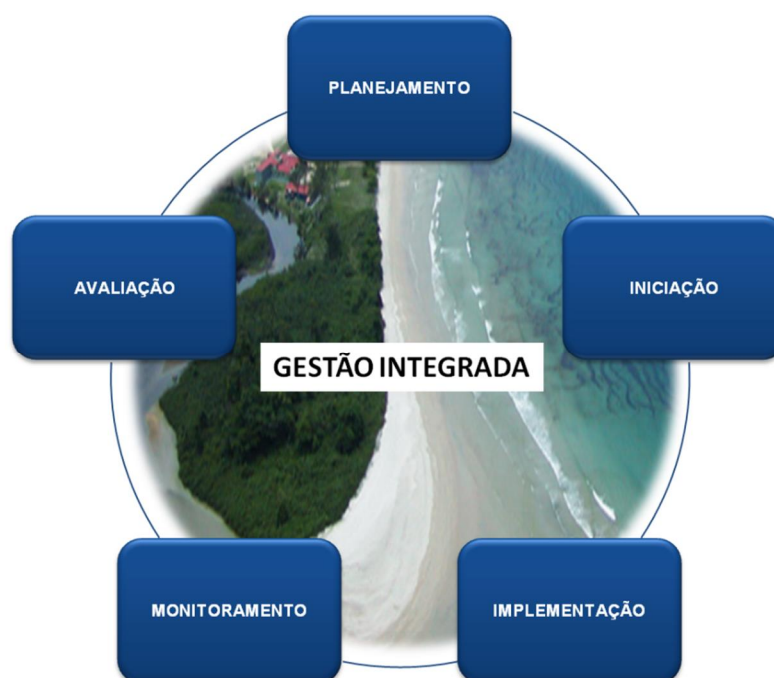 PLANEJAMENTO
AVALIAÇÃO
INICIAÇÃO
GESTÃO INTEGRADA
MONITORAMENTO
IMPLEMENTAÇÃO